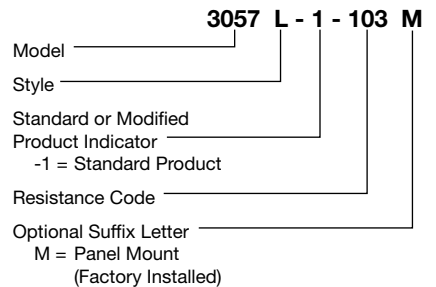 3057 L - 1 - 103 M
Model
Style
Standard or Modified
Product Indicator
-1 = Standard Product
Resistance Code
Optional Suffix Letter
M = Panel Mount
(Factory Installed)